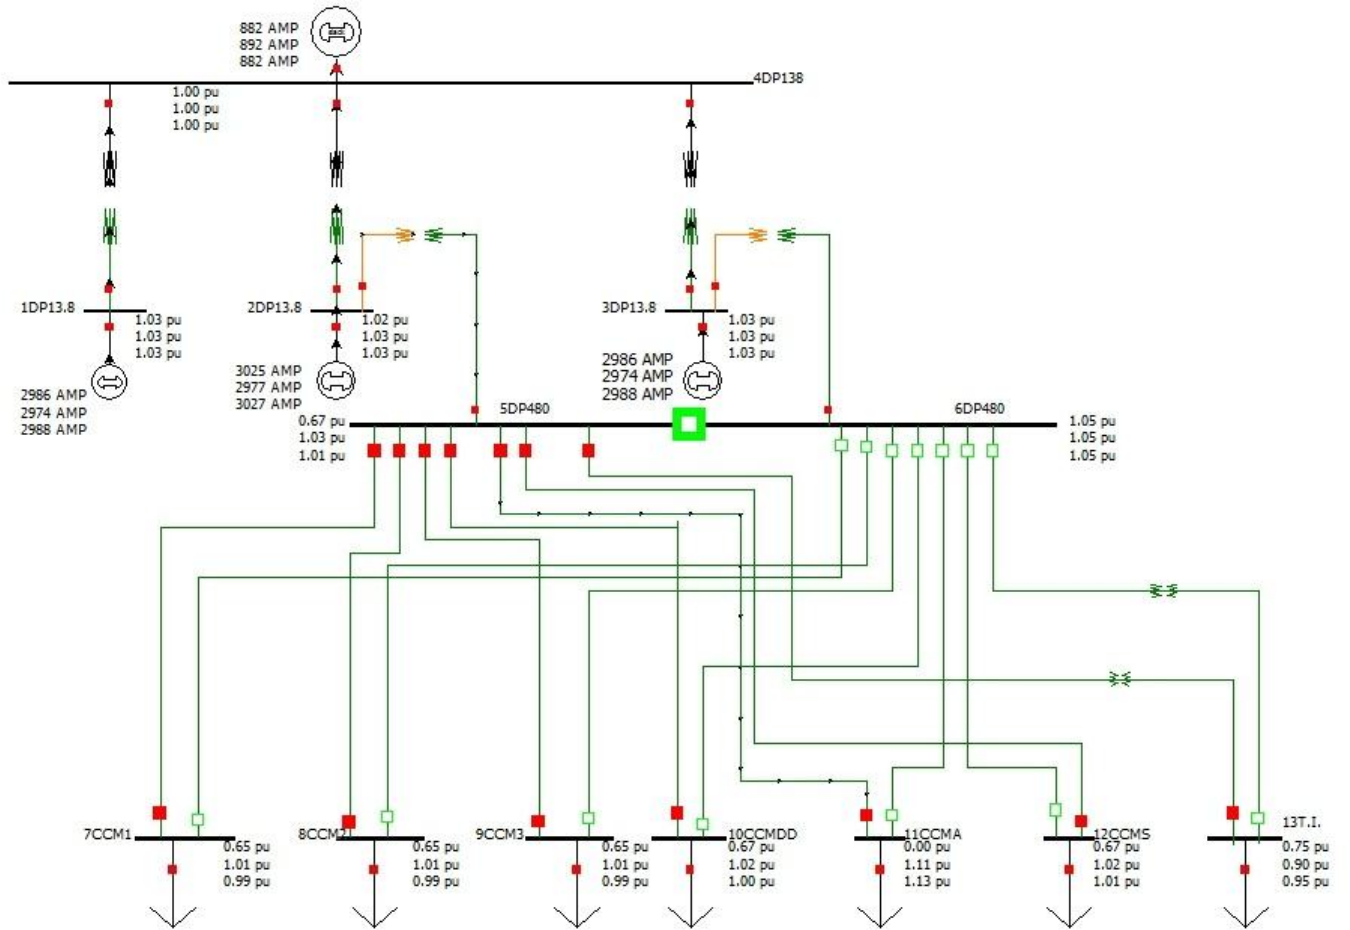 882 AMP
892 AMP
882 AMP
4DP138
1.00 pu
1.00 pu
1.00 pu
1DP13.8
1.03 pu
1.03 pu
1.03 pu
2986 AMP
2974 AMP
2988 AMP
2DP13.8
1.02 pu
1.03 pu
1.03 pu
3025 AMP
2977 AMP
3027 AMP
3DP13.8
1.03 pu
1.03 pu
1.03 pu
2986 AMP
2974 AMP
2988 AMP
5DP480
0.67 pu
1.03 pu
1.01 pu
6DP480
1.05 pu
1.05 pu
1.05 pu
7CCM1
0.65 pu
1.01 pu
0.99 pu
8CCM2
0.65 pu
1.01 pu
0.99 pu
9CCM3
0.65 pu
1.01 pu
0.99 pu
10CCMDD
0.67 pu
1.02 pu
1.00 pu
11CCMA
0.00 pu
1.11 pu
1.13 pu
12CCMS
0.67 pu
1.02 pu
1.01 pu
13T.I.
0.75 pu
0.90 pu
0.95 pu